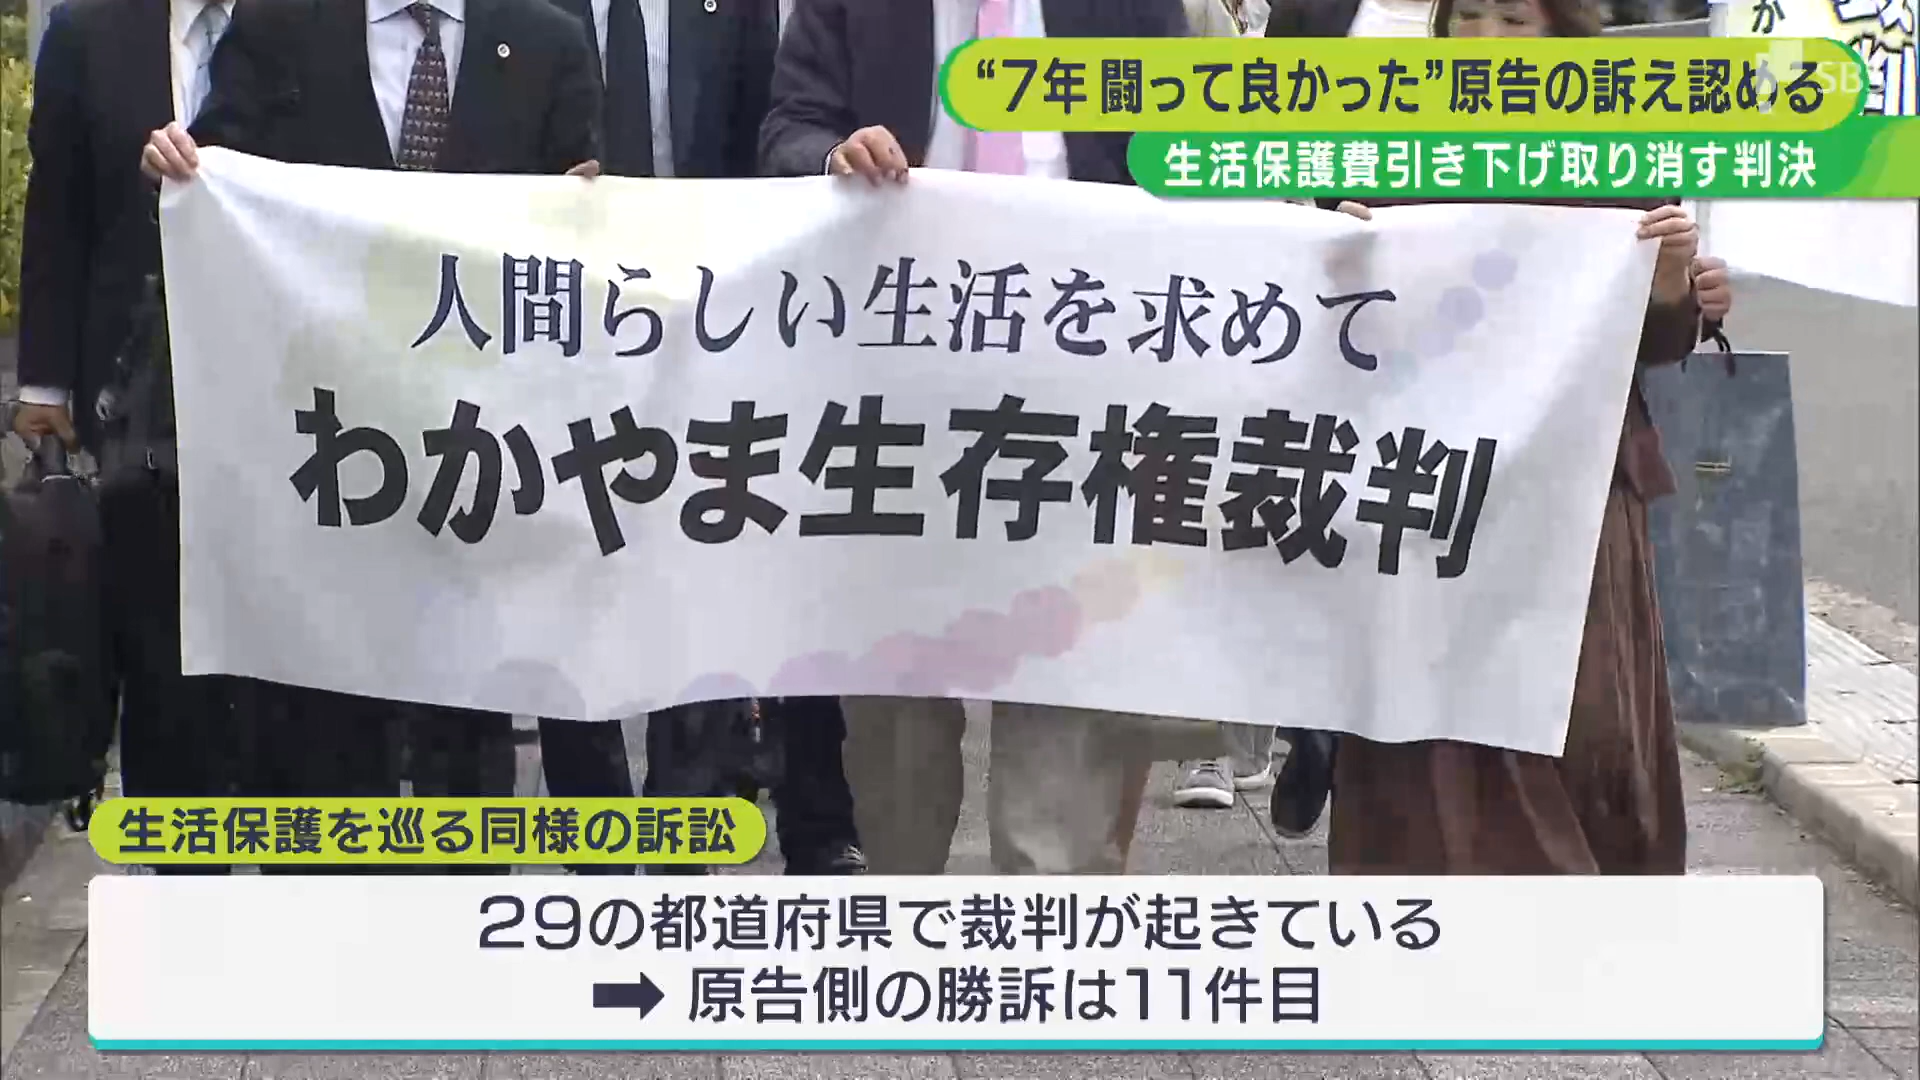 “7年 闘って良かった”原告の訴え認める
生活保護費引き下げ取り消す判決
人間らしい生活を求めて
わかやま生存権裁判
生活保護を巡る同様の訴訟
29の都道府県で裁判が起きている
➡ 原告側の勝訴は11件目